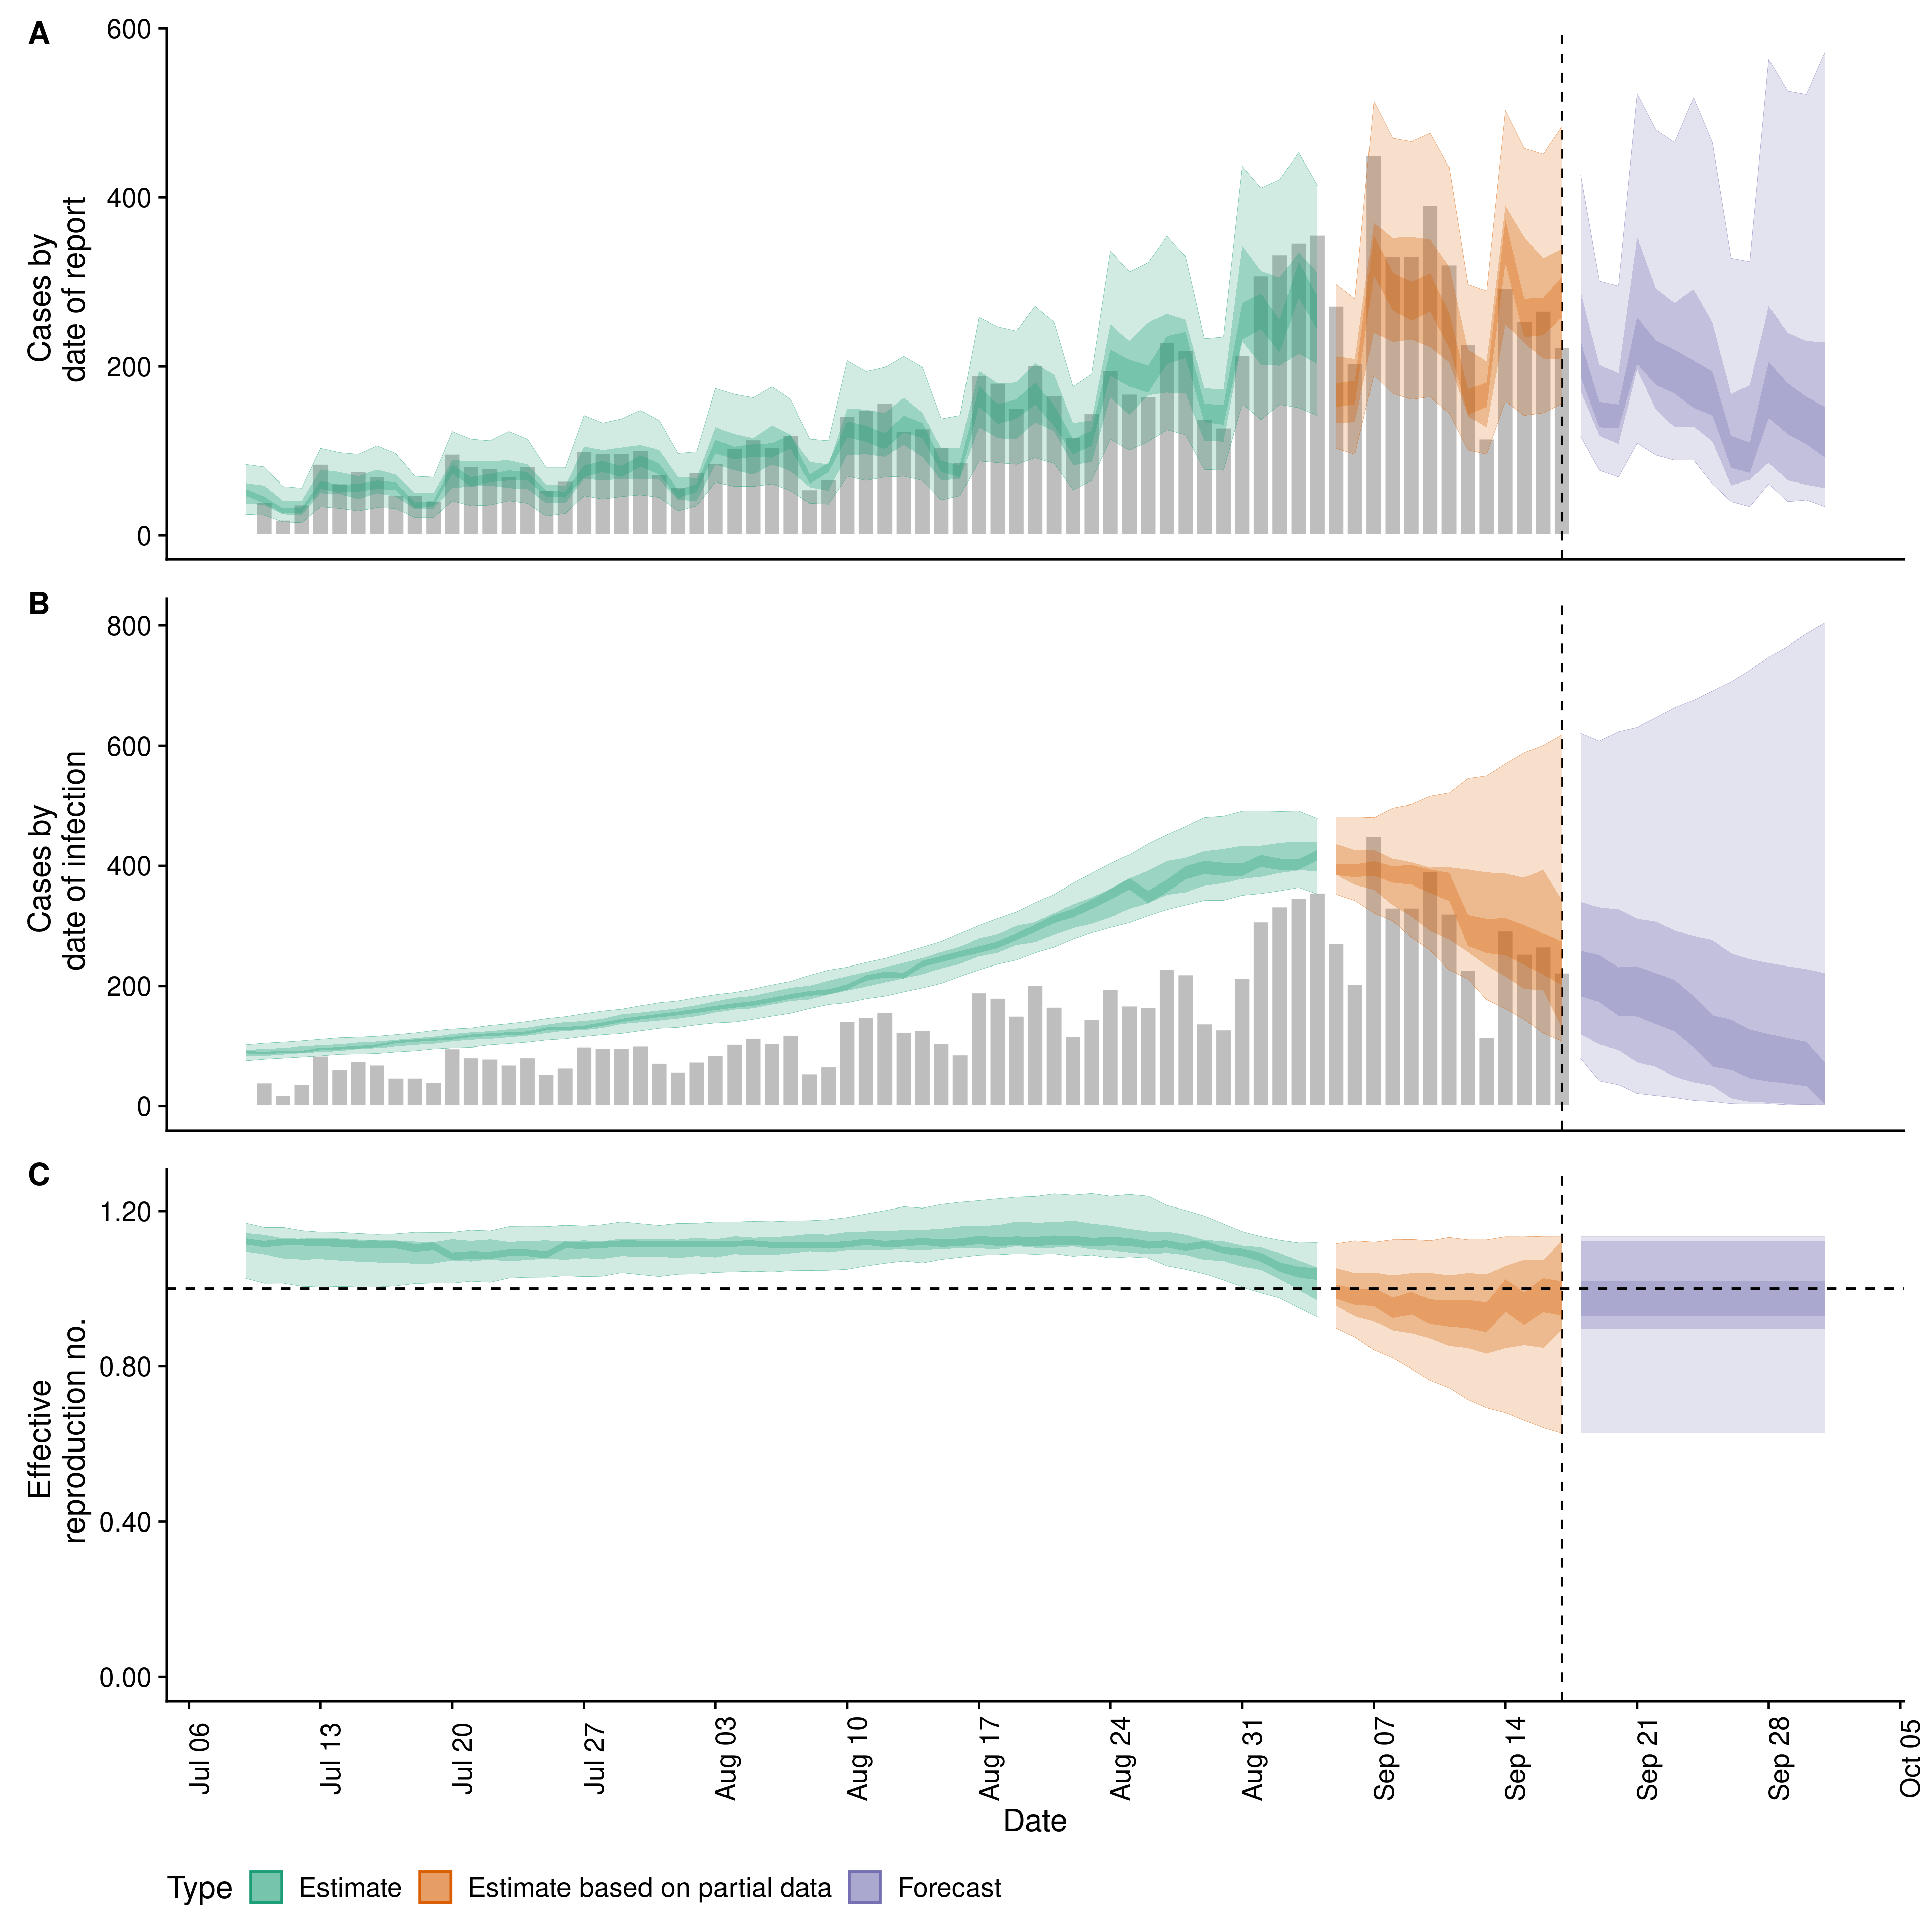 A
600
400
200
0
Cases by
date of report
B
800
600
400
200
0
Cases by
date of infection
C
1.20
0.80
0.40
0.00
Effective
reproduction no.
Jul 06
Jul 13
Jul 20
Jul 27
Aug 03
Aug 10
Aug 17
Aug 24
Aug 31
Sep 07
Sep 14
Sep 21
Sep 28
Oct 05
Date
Type Estimate Estimate based on partial data Forecast